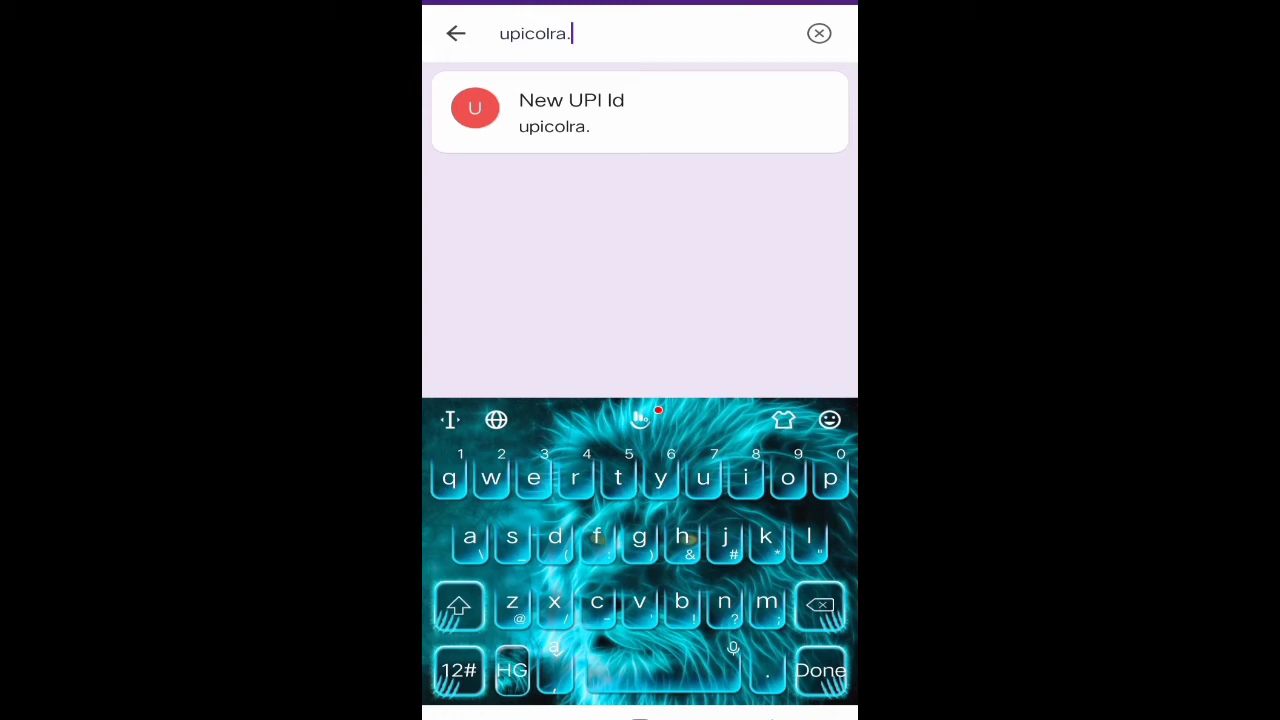 upicolra.
U
New UPI Id
upicolra.
1 2 3 4 5 6 7 8 9 0
q w e r t y u i o p
a s d f g h j k l
\ _ ( : ) & # * "
z x c v b n m
@ / - ' ! ? ;
12# HG , . Done